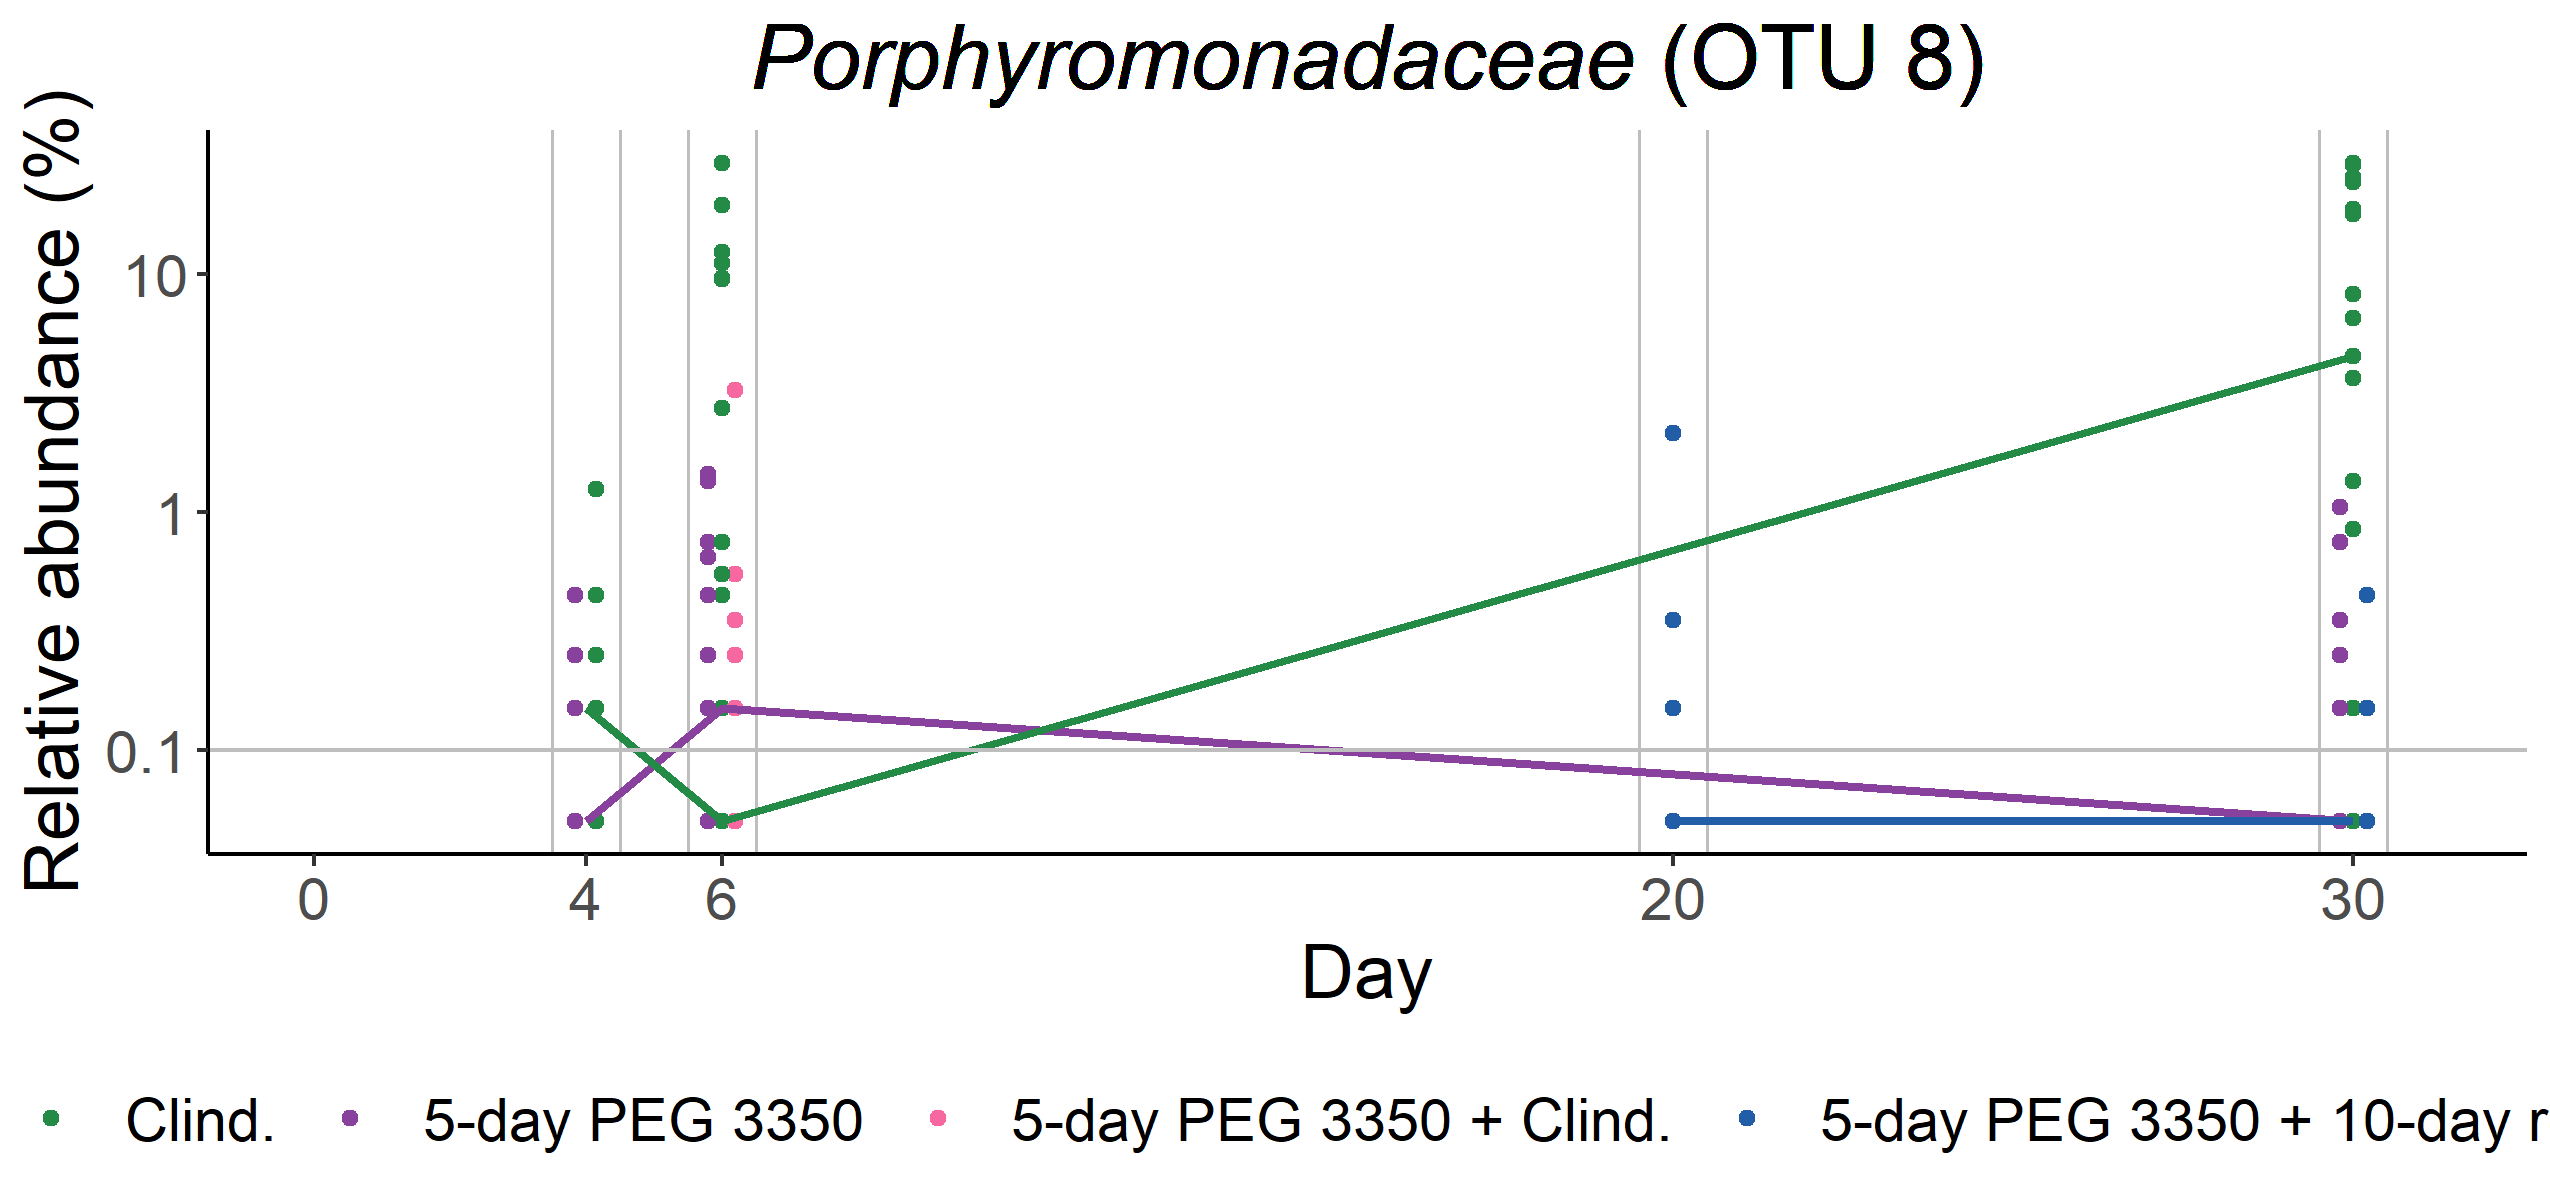 Porphyromonadaceae (OTU 8)
Relative abundance (%)
10
1
0.1
0 4 6 20 30
Day
Clind. 5-day PEG 3350 5-day PEG 3350 + Clind. 5-day PEG 3350 + 10-day r